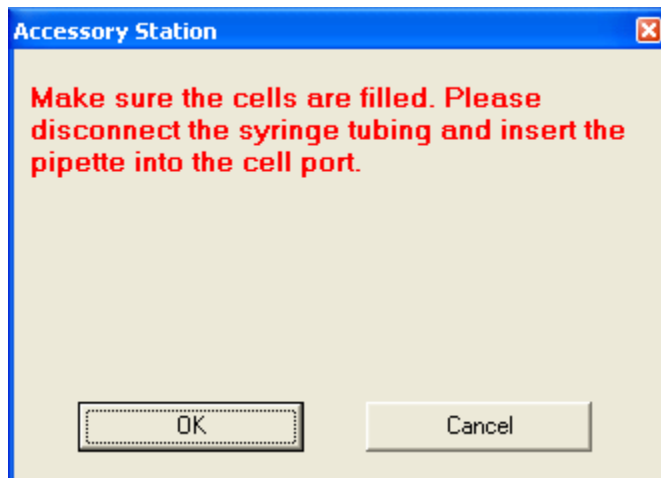 Accessory Station
Make sure the cells are filled. Please
disconnect the syringe tubing and insert the
pipette into the cell port.
OK
Cancel